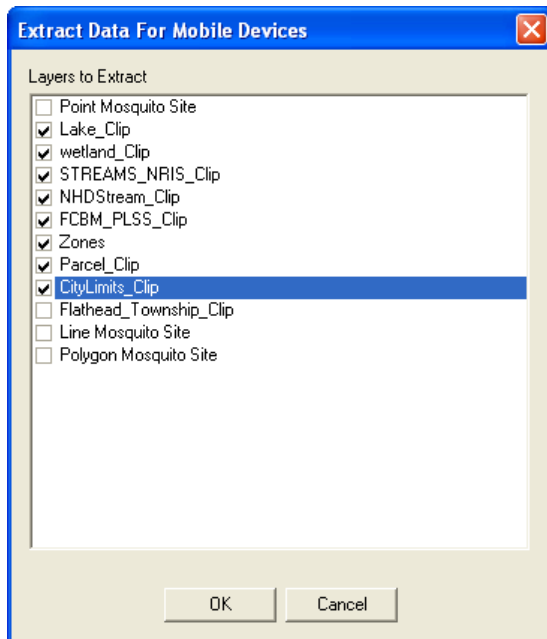 Extract Data For Mobile Devices
Layers to Extract
Point Mosquito Site
Lake_Clip
wetland_Clip
STREAMS_NRIS_Clip
NHDStream_Clip
FCBM_PLSS_Clip
Zones
Parcel_Clip
CityLimits_Clip
Flathead_Township_Clip
Line Mosquito Site
Polygon Mosquito Site
OK Cancel